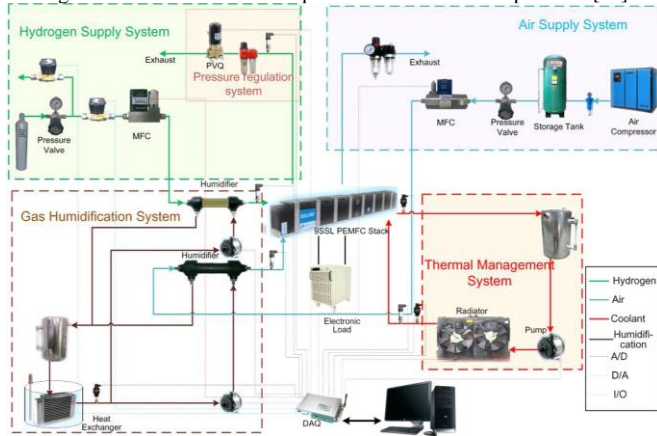 Hydrogen Supply System
Exhaust
PVQ
Pressure regulation
system
Pressure
Valve
MFC
Air Supply System
Exhaust
MFC
Pressure
Valve
Storage Tank
Air
Compressor
Gas Humidification System
Humidifier
Humidifier
Heat
Exchanger
9SSL PEMFC Stack
Electronic
Load
DAQ
Thermal Management
System
Radiator
Pump
Hydrogen
Air
Coolant
Humidifi-
cation
A/D
D/A
I/O